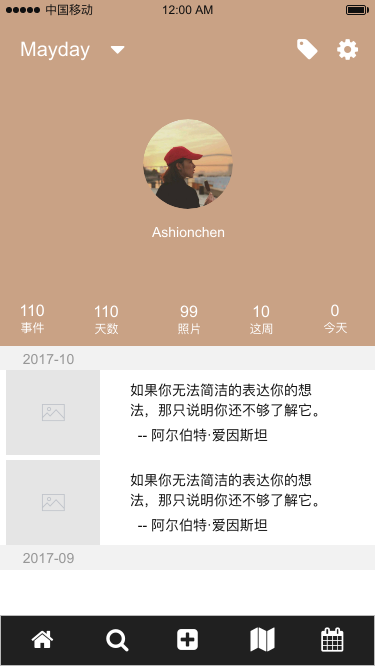 中国移动 12:00 AM
Mayday
Ashionchen
110 110 99 10 0
事件 天数 照片 这周 今天
2017-10
如果你无法简洁的表达你的想
法，那只说明你还不够了解它。
-- 阿尔伯特·爱因斯坦
如果你无法简洁的表达你的想
法，那只说明你还不够了解它。
-- 阿尔伯特·爱因斯坦
2017-09